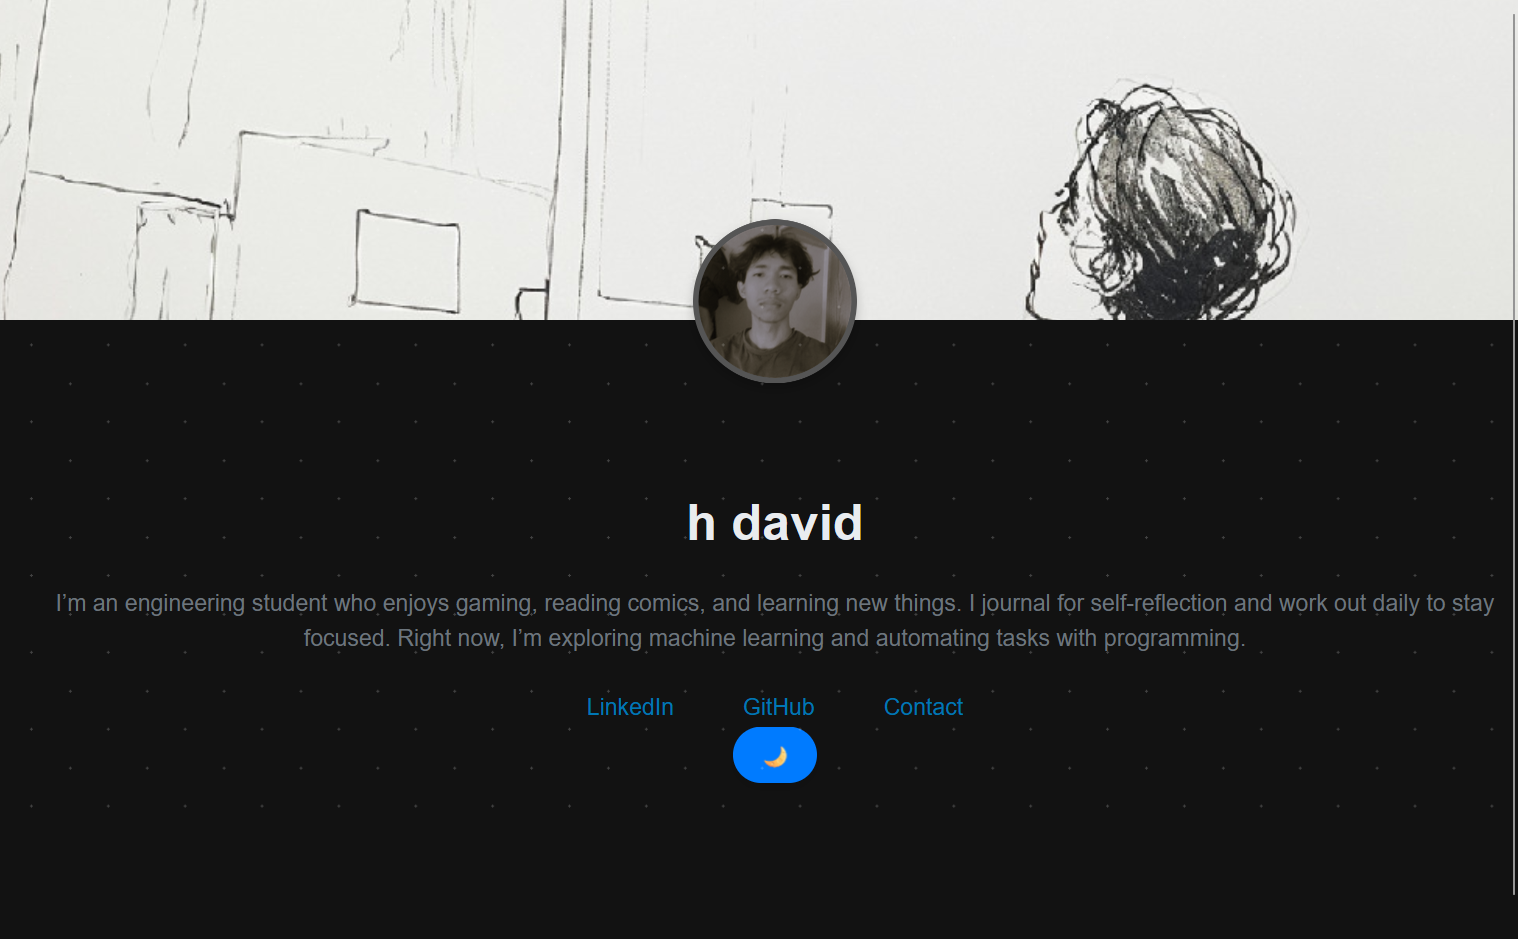 h david
I’m an engineering student who enjoys gaming, reading comics, and learning new things. I journal for self-reflection and work out daily to stay
focused. Right now, I’m exploring machine learning and automating tasks with programming.
LinkedIn GitHub Contact